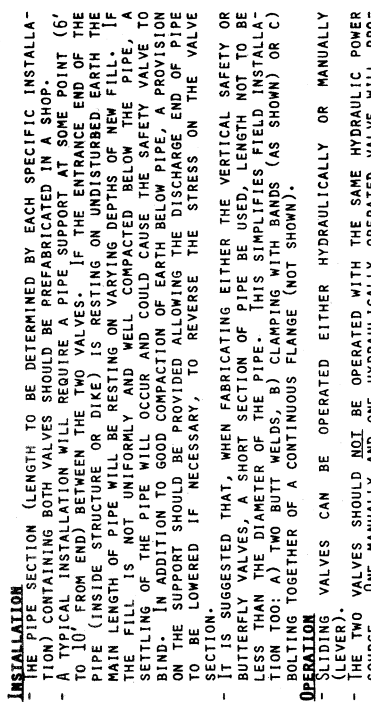 INSTALLATION
- THE PIPE SECTION (LENGTH TO BE DETERMINED BY EACH SPECIFIC INSTALLA-
TION) CONTAINING BOTH VALVES SHOULD BE PREFABRICATED IN A SHOP.
- A TYPICAL INSTALLATION WILL REQUIRE A PIPE SUPPORT AT SOME POINT (6'
TO 10' FROM END) BETWEEN THE TWO VALVES. IF THE ENTRANCE END OF THE
PIPE (INSIDE STRUCTURE OR DIKE) IS RESTING ON UNDISTURBED EARTH THE
MAIN LENGTH OF PIPE WILL BE RESTING ON VARYING DEPTHS OF NEW FILL. IF
THE FILL IS NOT UNIFORMLY AND WELL COMPACTED BELOW THE PIPE, A
SETTLING OF THE PIPE WILL OCCUR AND COULD CAUSE THE SAFETY VALVE TO
BIND. IN ADDITION TO GOOD COMPACTION OF EARTH BELOW PIPE, A PROVISION
ON THE SUPPORT SHOULD BE PROVIDED ALLOWING THE DISCHARGE END OF PIPE
TO BE LOWERED IF NECESSARY, TO REVERSE THE STRESS ON THE VALVE
SECTION.
- IT IS SUGGESTED THAT, WHEN FABRICATING EITHER THE VERTICAL SAFETY OR
BUTTERFLY VALVES, A SHORT SECTION OF PIPE BE USED, LENGTH NOT TO BE
LESS THAN THE DIAMETER OF THE PIPE. THIS SIMPLIFIES FIELD INSTALLA-
TION TOO: A) TWO BUTT WELDS, B) CLAMPING WITH BANDS (AS SHOWN) OR C)
BOLTING TOGETHER OF A CONTINUOUS FLANGE (NOT SHOWN).
OPERATION
- SLIDING VALVES CAN BE OPERATED EITHER HYDRAULICALLY OR MANUALLY
(LEVER).
- THE TWO VALVES SHOULD NOT BE OPERATED WITH THE SAME HYDRAULIC POWER
SOURCE. ONE MANUALLY AND ONE HYDRAULICALLY OPERATED VALVE WILL PRO-